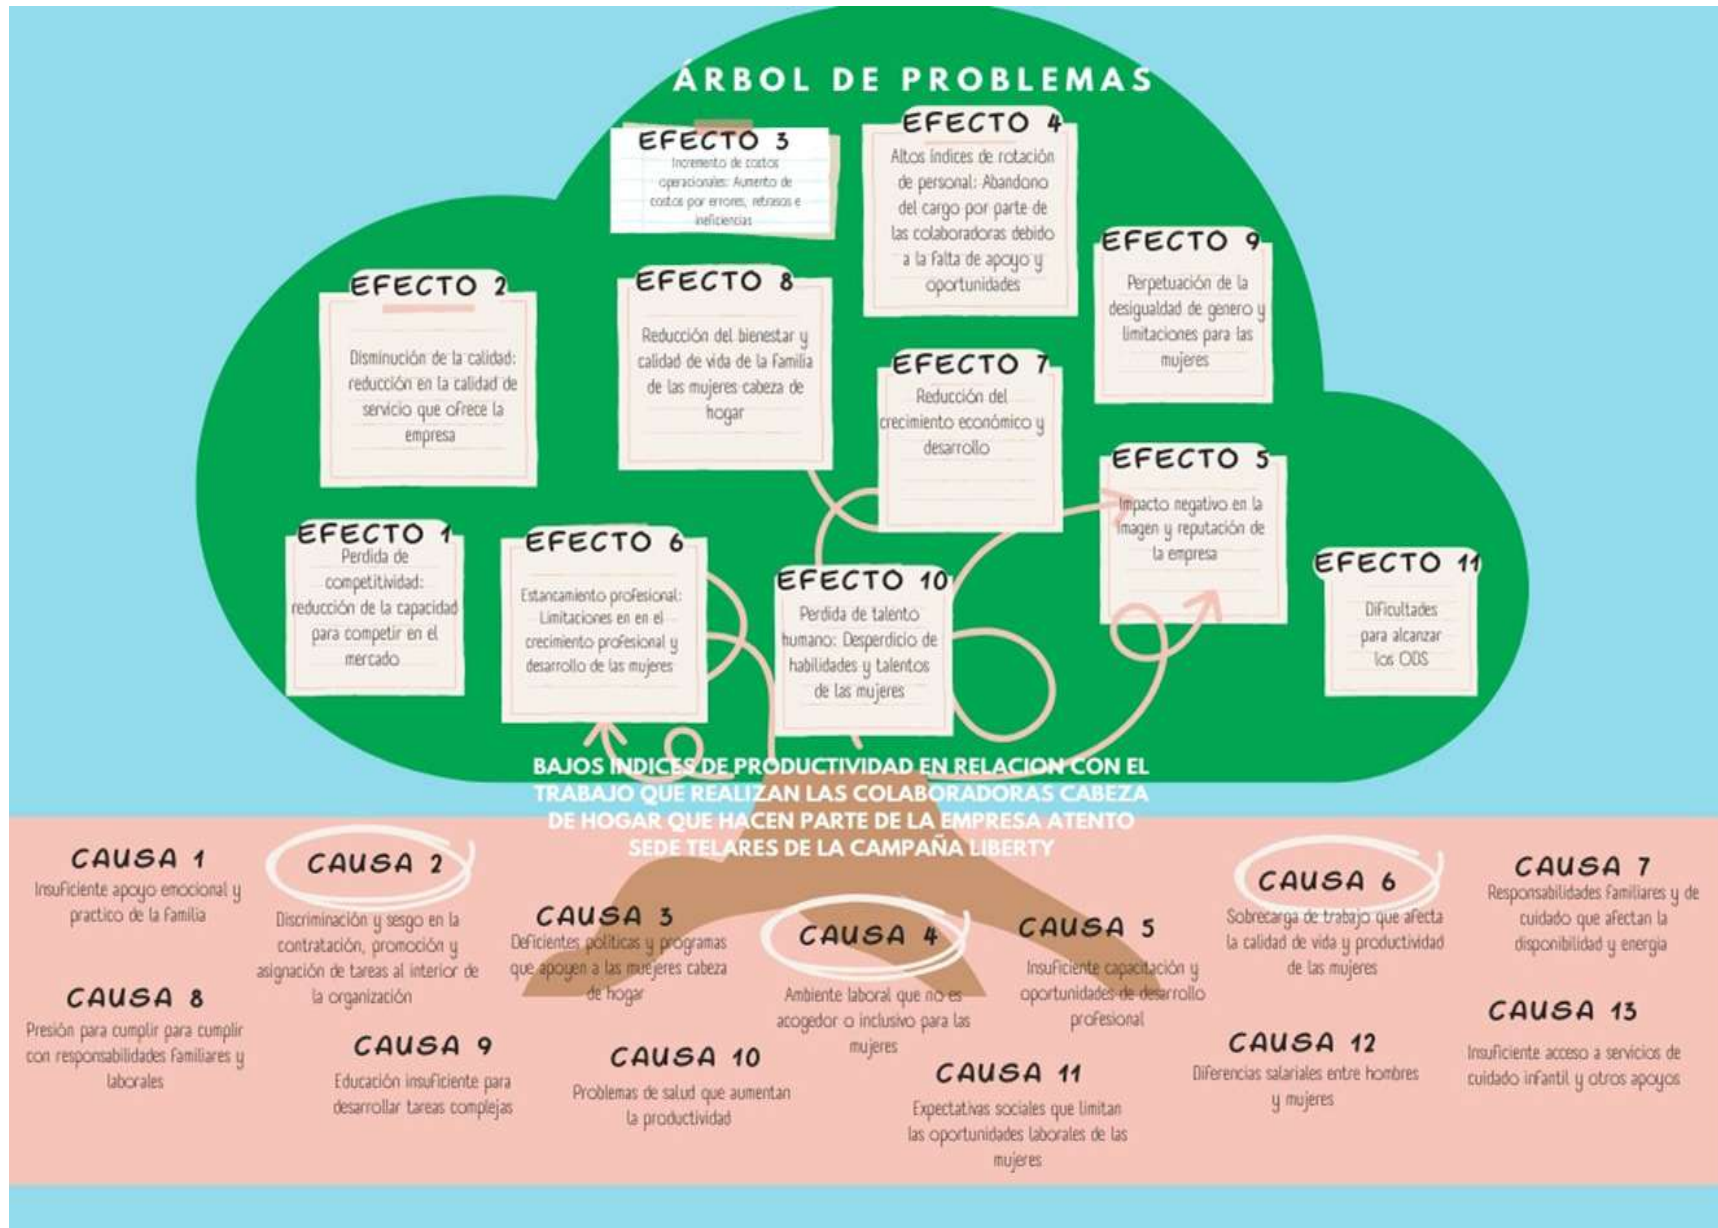 ÁRBOL DE PROBLEMAS
EFECTO 3
Incremento de costos
operacionales: Aumento de
costos por errores, retrasos e
ineficiencias
EFECTO 4
Altos índices de rotación
de personal: Abandono
del cargo por parte de
las colaboradoras debido
a la falta de apoyo y
oportunidades
EFECTO 9
Perpetuación de la
desigualdad de genero y
limitaciones para las
mujeres
EFECTO 2
Disminución de la calidad:
reducción en la calidad de
servicio que ofrece la
empresa
EFECTO 8
Reducción del bienestar y
calidad de vida de la familia
de las mujeres cabeza de
hogar
EFECTO 7
Reducción del
crecimiento económico y
desarrollo
EFECTO 5
Impacto negativo en la
imagen y reputación de
la empresa
EFECTO 1
Perdida de
competitividad:
reducción de la capacidad
para competir en el
mercado
EFECTO 6
Estancamiento profesional:
Limitaciones en en el
crecimiento profesional y
desarrollo de las mujeres
EFECTO 10
Perdida de talento
humano: Desperdicio de
habilidades y talentos
de las mujeres
EFECTO 11
Dificultades
para alcanzar
los ODS
BAJOS INDICES DE PRODUCTIVIDAD EN RELACION CON EL
TRABAJO QUE REALIZAN LAS COLABORADORAS CABEZA
DE HOGAR QUE HACEN PARTE DE LA EMPRESA ATENTO
SEDE TELARES DE LA CAMPAÑA LIBERTY
CAUSA 1
Insuficiente apoyo emocional y
practico de la familia
CAUSA 2
Discriminación y sesgo en la
contratación, promoción y
asignación de tareas al interior de
la organización
CAUSA 3
Deficientes políticas y programas
que apoyen a las muejeres cabeza
de hogar
CAUSA 4
Ambiente laboral que no es
acogedor o inclusivo para las
mujeres
CAUSA 5
Insuficiente capacitación y
oportunidades de desarrollo
profesional
CAUSA 6
Sobrecarga de trabajo que afecta
la calidad de vida y productividad
de las mujeres
CAUSA 7
Responsabilidades familiares y de
cuidado que afectan la
disponibilidad y energia
CAUSA 8
Presión para cumplir para cumplir
con responsabilidades familiares y
laborales
CAUSA 9
Educación insuficiente para
desarrollar tareas complejas
CAUSA 10
Problemas de salud que aumentan
la productividad
CAUSA 11
Expectativas sociales que limitan
las oportunidades laborales de las
mujeres
CAUSA 12
Diferencias salariales entre hombres
y mujeres
CAUSA 13
Insuficiente acceso a servicios de
cuidado infantil y otros apoyos